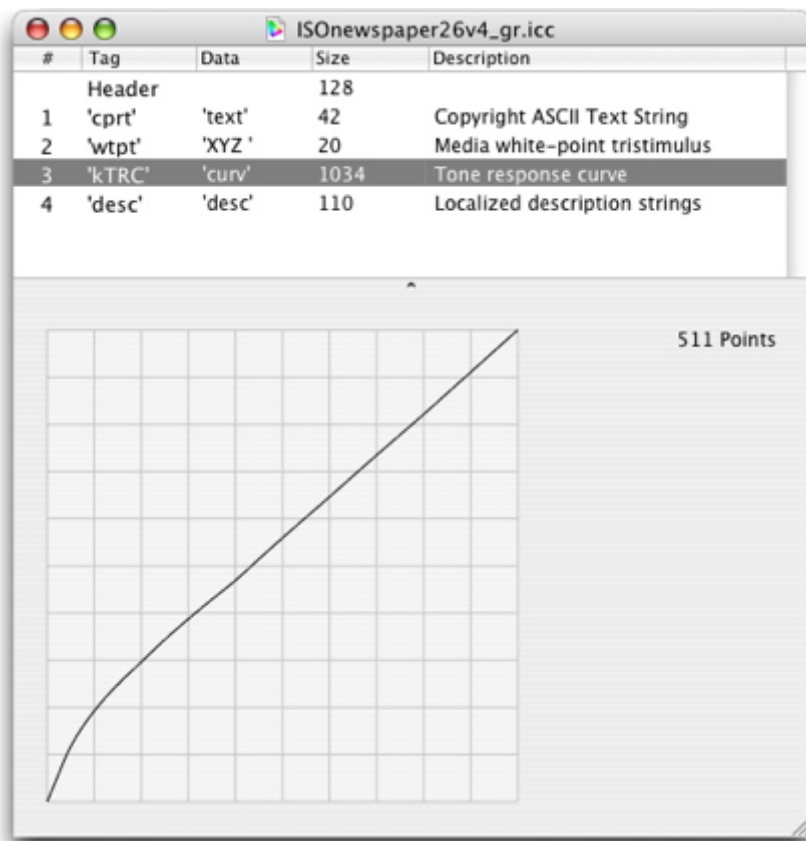 ISOnewspaper26v4_gr.icc
# Tag Data Size Description
Header 128
1 'cprt' 'text' 42 Copyright ASCII Text String
2 'wtpt' 'XYZ ' 20 Media white-point tristimulus
3 'kTRC' 'curv' 1034 Tone response curve
4 'desc' 'desc' 110 Localized description strings
511 Points